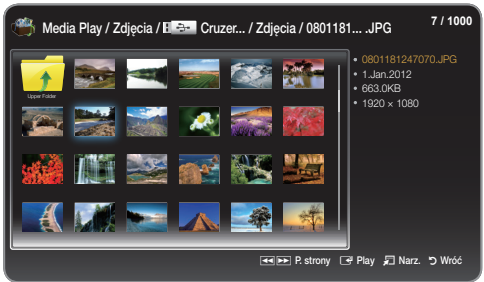 Media Play / Zdjęcia / Cruzer... / Zdjęcia / 0801181... .JPG
7 / 1000
Upper Folder
• 0801181247070.JPG
• 1.Jan.2012
• 663.0KB
• 1920 × 1080
P. strony Play Narz. Wróć